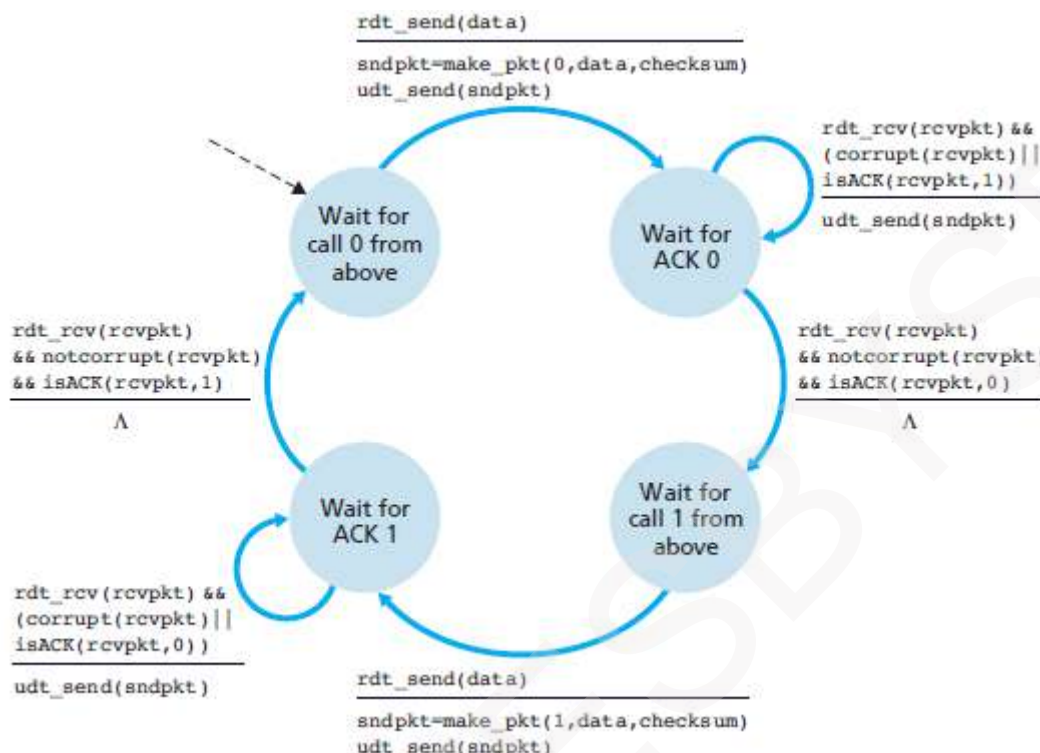 rdt_send(data)
sndpkt=make_pkt(0,data,checksum)
udt_send(sndpkt)
rdt_rcv(rcvpkt) &&
(corrupt(rcvpkt)||
isACK(rcvpkt,1))
udt_send(sndpkt)
Wait for
call 0 from
above
Wait for
ACK 0
rdt_rcv(rcvpkt)
&& notcorrupt(rcvpkt)
&& isACK(rcvpkt,1)
Λ
rdt_rcv(rcvpkt)
&& notcorrupt(rcvpkt)
&& isACK(rcvpkt,0)
Λ
Wait for
ACK 1
Wait for
call 1 from
above
rdt_rcv(rcvpkt) &&
(corrupt(rcvpkt)||
isACK(rcvpkt,0))
udt_send(sndpkt)
rdt_send(data)
sndpkt=make_pkt(1,data,checksum)
udt_send(sndpkt)